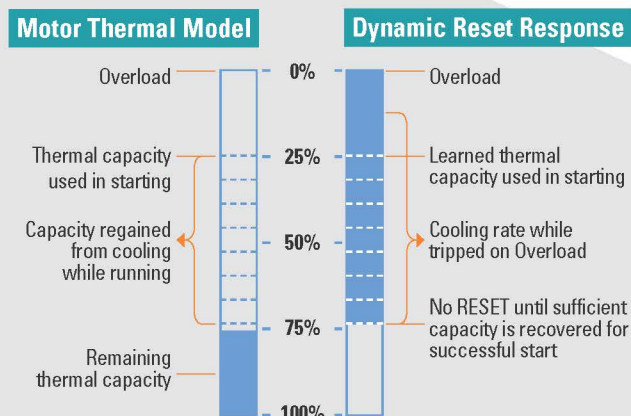 Motor Thermal Model
Dynamic Reset Response
Overload
0%
Overload
Thermal capacity
used in starting
25%
Learned thermal
capacity used in starting
Capacity regained
from cooling
while running
50%
Cooling rate while
tripped on Overload
75%
No RESET until sufficient
capacity is recovered for
successful start
Remaining
thermal capacity
100%